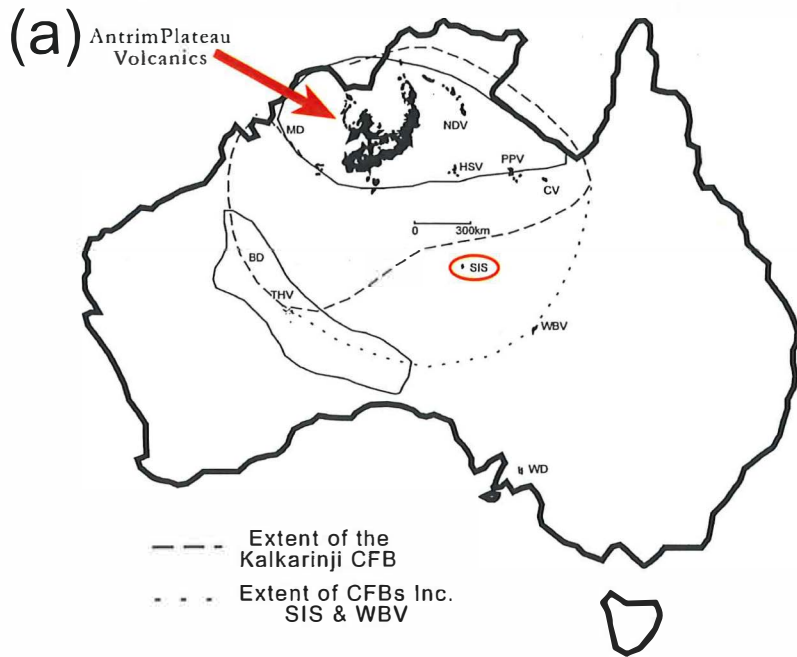 (a)
AntrimPlateau
Volcanics
MD
NDV
HSV
PPV
CV
0 300km
SIS
BD
THV
WBV
WD
Extent of the
Kalkarinji CFB
Extent of CFBs Inc.
SIS & WBV